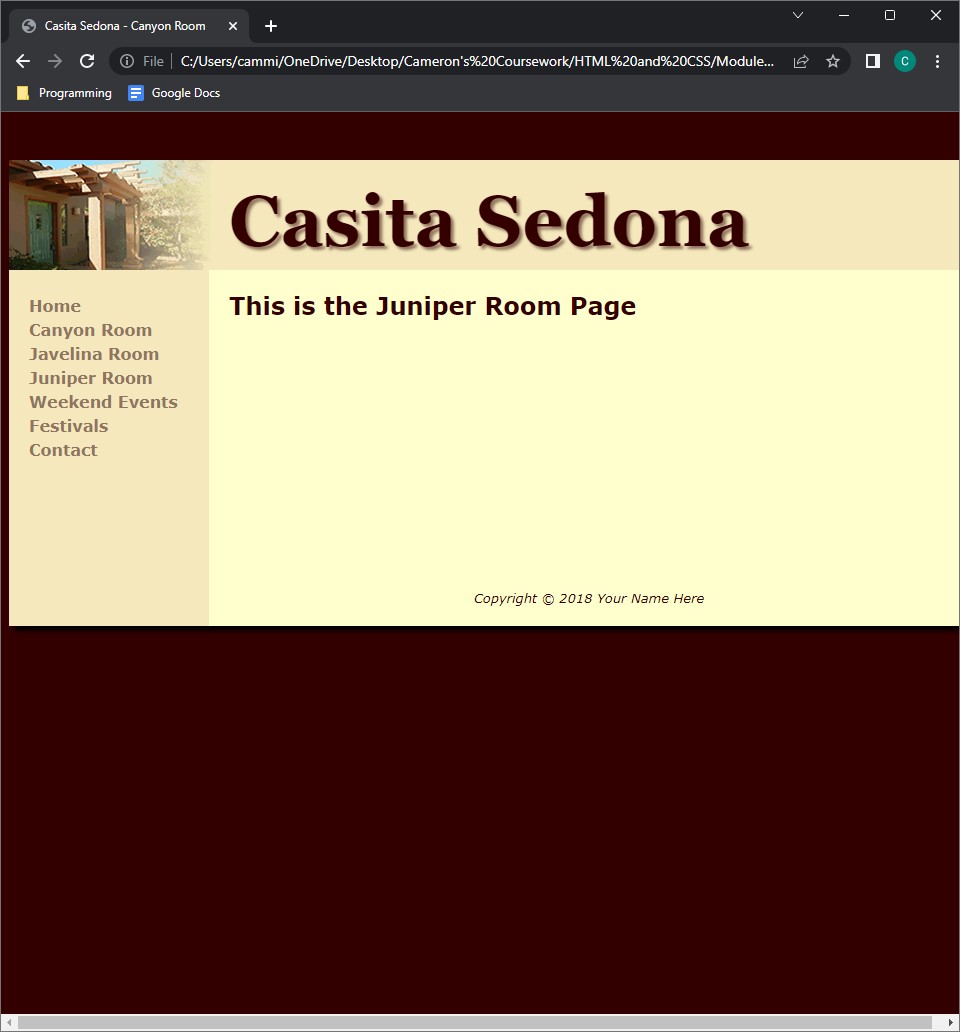 Casita Sedona - Canyon Room
File C:/Users/cammi/OneDrive/Desktop/Cameron's%20Coursework/HTML%20and%20CSS/Module...
C
Programming Google Docs
Casita Sedona
This is the Juniper Room Page
Home
Canyon Room
Javelina Room
Juniper Room
Weekend Events
Festivals
Contact
Copyright © 2018 Your Name Here